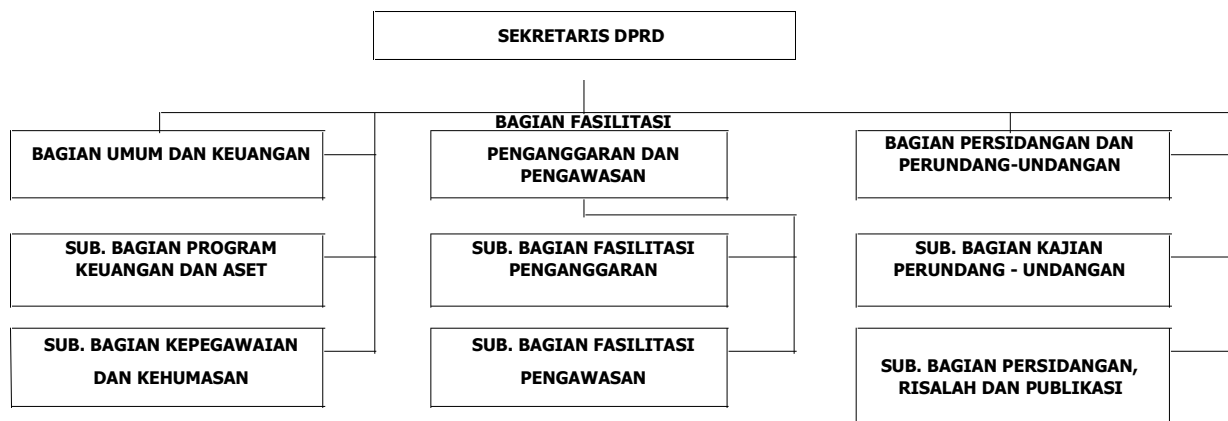 SEKRETARIS DPRD
BAGIAN UMUM DAN KEUANGAN
BAGIAN FASILITASI
PENGANGGARAN DAN
PENGAWASAN
BAGIAN PERSIDANGAN DAN
PERUNDANG-UNDANGAN
SUB. BAGIAN PROGRAM
KEUANGAN DAN ASET
SUB. BAGIAN FASILITASI
PENGANGGARAN
SUB. BAGIAN KAJIAN
PERUNDANG - UNDANGAN
SUB. BAGIAN KEPEGAWAIAN
DAN KEHUMASAN
SUB. BAGIAN FASILITASI
PENGAWASAN
SUB. BAGIAN PERSIDANGAN,
RISALAH DAN PUBLIKASI